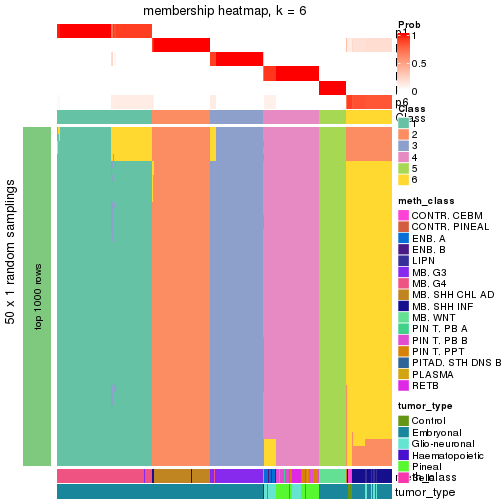 membership heatmap, k = 6
Prob
p1
1
0.5
0
p6
Class
Class
1
2
3
4
5
6
50 x 1 random samplings
top 1000 rows
meth_class
CONTR. CEBM
CONTR. PINEAL
ENB. A
ENB. B
LIPN
MB. G3
MB. G4
MB. SHH CHL AD
MB. SHH INF
MB. WNT
PIN T. PB A
PIN T. PB B
PIN T. PPT
PITAD. STH DNS B
PLASMA
RETB
tumor_type
Control
Embryonal
Glio-neuronal
Haematopoietic
Pineal
meth_class
tumor_type